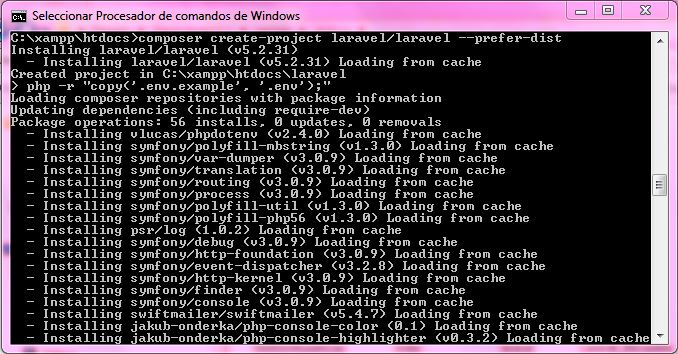 Seleccionar Procesador de comandos de Windows
C:\xampp\htdocs>composer create-project laravel/laravel --prefer-dist
Installing laravel/laravel (v5.2.31)
  - Installing laravel/laravel (v5.2.31) Loading from cache
Created project in C:\xampp\htdocs\laravel
> php -r "copy('.env.example', '.env');"
Loading composer repositories with package information
Updating dependencies (including require-dev)
Package operations: 56 installs, 0 updates, 0 removals
  - Installing vlucas/phpdotenv (v2.4.0) Loading from cache
  - Installing symfony/polyfill-mbstring (v1.3.0) Loading from cache
  - Installing symfony/var-dumper (v3.0.9) Loading from cache
  - Installing symfony/translation (v3.0.9) Loading from cache
  - Installing symfony/routing (v3.0.9) Loading from cache
  - Installing symfony/process (v3.0.9) Loading from cache
  - Installing symfony/polyfill-util (v1.3.0) Loading from cache
  - Installing symfony/polyfill-php56 (v1.3.0) Loading from cache
  - Installing psr/log (1.0.2) Loading from cache
  - Installing symfony/debug (v3.0.9) Loading from cache
  - Installing symfony/http-foundation (v3.0.9) Loading from cache
  - Installing symfony/event-dispatcher (v3.2.8) Loading from cache
  - Installing symfony/http-kernel (v3.0.9) Loading from cache
  - Installing symfony/finder (v3.0.9) Loading from cache
  - Installing symfony/console (v3.0.9) Loading from cache
  - Installing swiftmailer/swiftmailer (v5.4.7) Loading from cache
  - Installing jakub-onderka/php-console-color (0.1) Loading from cache
  - Installing jakub-onderka/php-console-highlighter (v0.3.2) Loading from cache